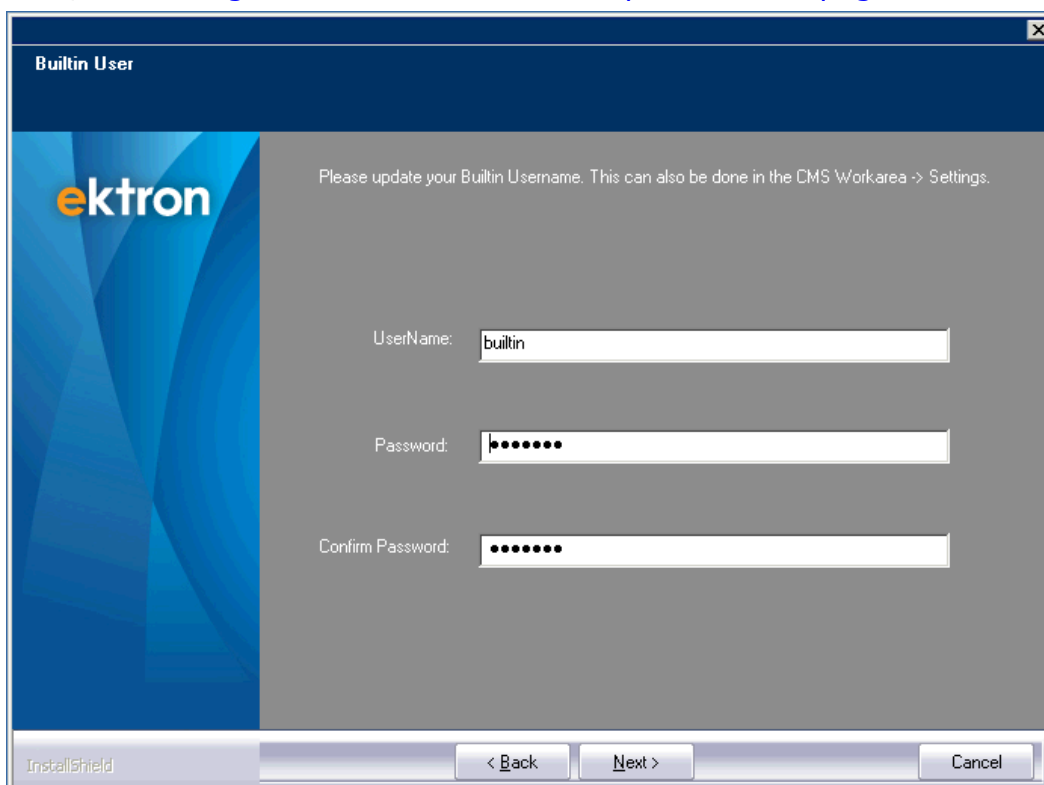 Builtin User
ektron
Please update your Builtin Username. This can also be done in the CMS Workarea -> Settings.
UserName: builtin
Password: •••••••
Confirm Password: •••••••
InstallShield
< Back Next > Cancel